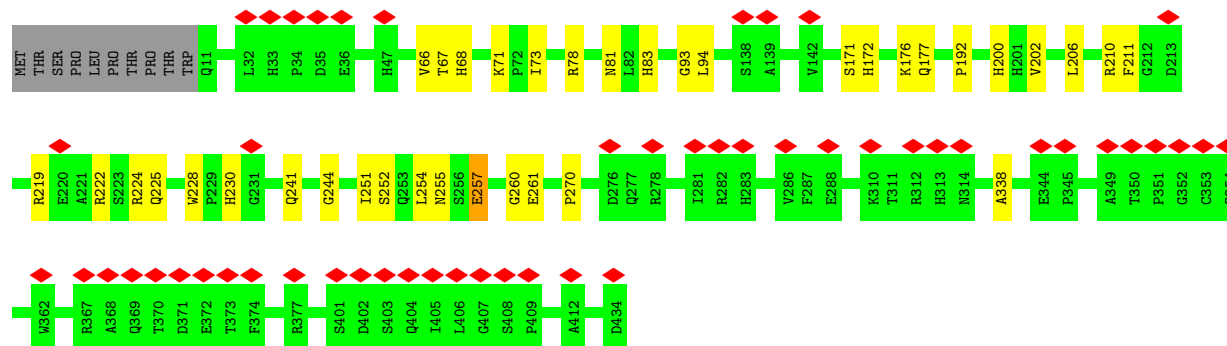 MET THR SER PRO LEU PRO THR PRO THR TRP Q11 L32 H33 P34 D35 E36 H47 V66 T67 H68 K71 P72 I73 R78 N81 L82 H83 G93 L94 S138 A139 V142 S171 H172 K176 Q177 P192 H200 H201 V202 L206 R210 F211 G212 D213
R219 E220 A221 R222 S223 R224 Q225 W228 P229 H230 G231 Q241 G244 I251 S252 Q253 L254 N255 S256 E257 G260 E261 P270 D276 Q277 R278 I281 R282 H283 V286 F287 E288 K310 T311 R312 H313 N314 A338 E344 P345 A349 T350 P351 G352 C353
W362 R367 A368 Q369 T370 D371 E372 T373 F374 R377 S401 D402 S403 Q404 I405 L406 G407 S408 P409 A412 D434